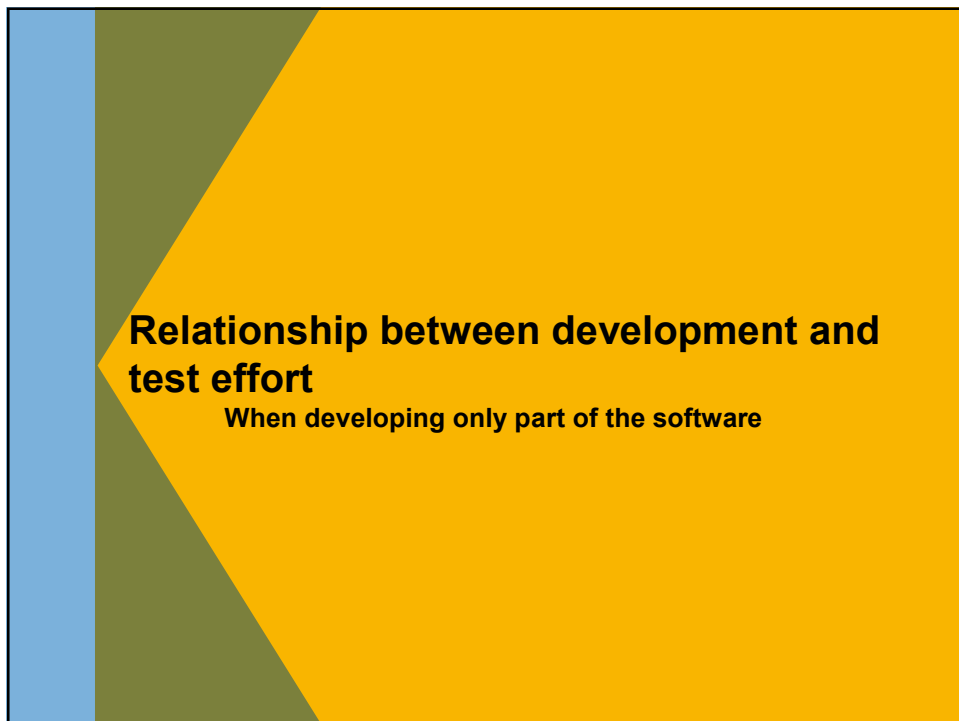 Relationship between development and
test effort
When developing only part of the software